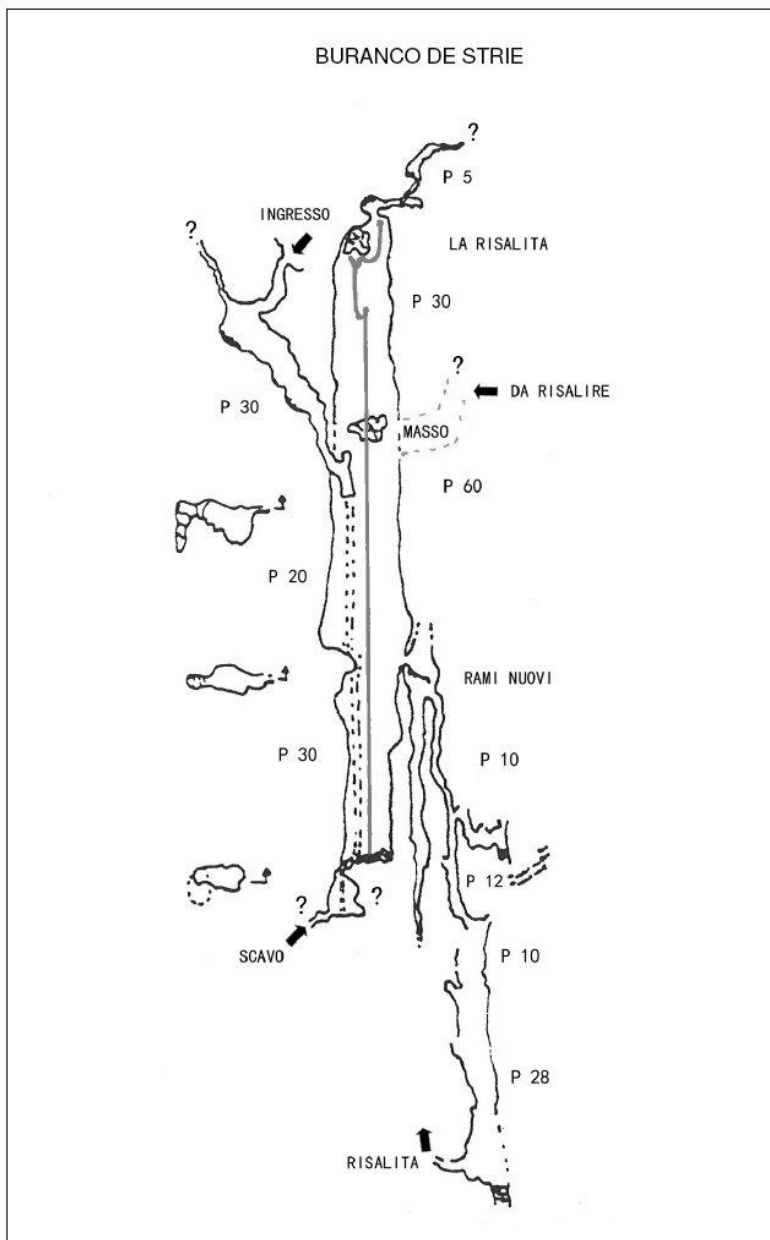 BURANCO DE STRIE
?
P 5
INGRESSO
?
LA RISALITA
P 30
?
DA RISALIRE
P 30
MASSO
P 60
P 20
RAMI NUOVI
P 30
P 10
P 12
?
?
SCAVO
P 10
P 28
RISALITA